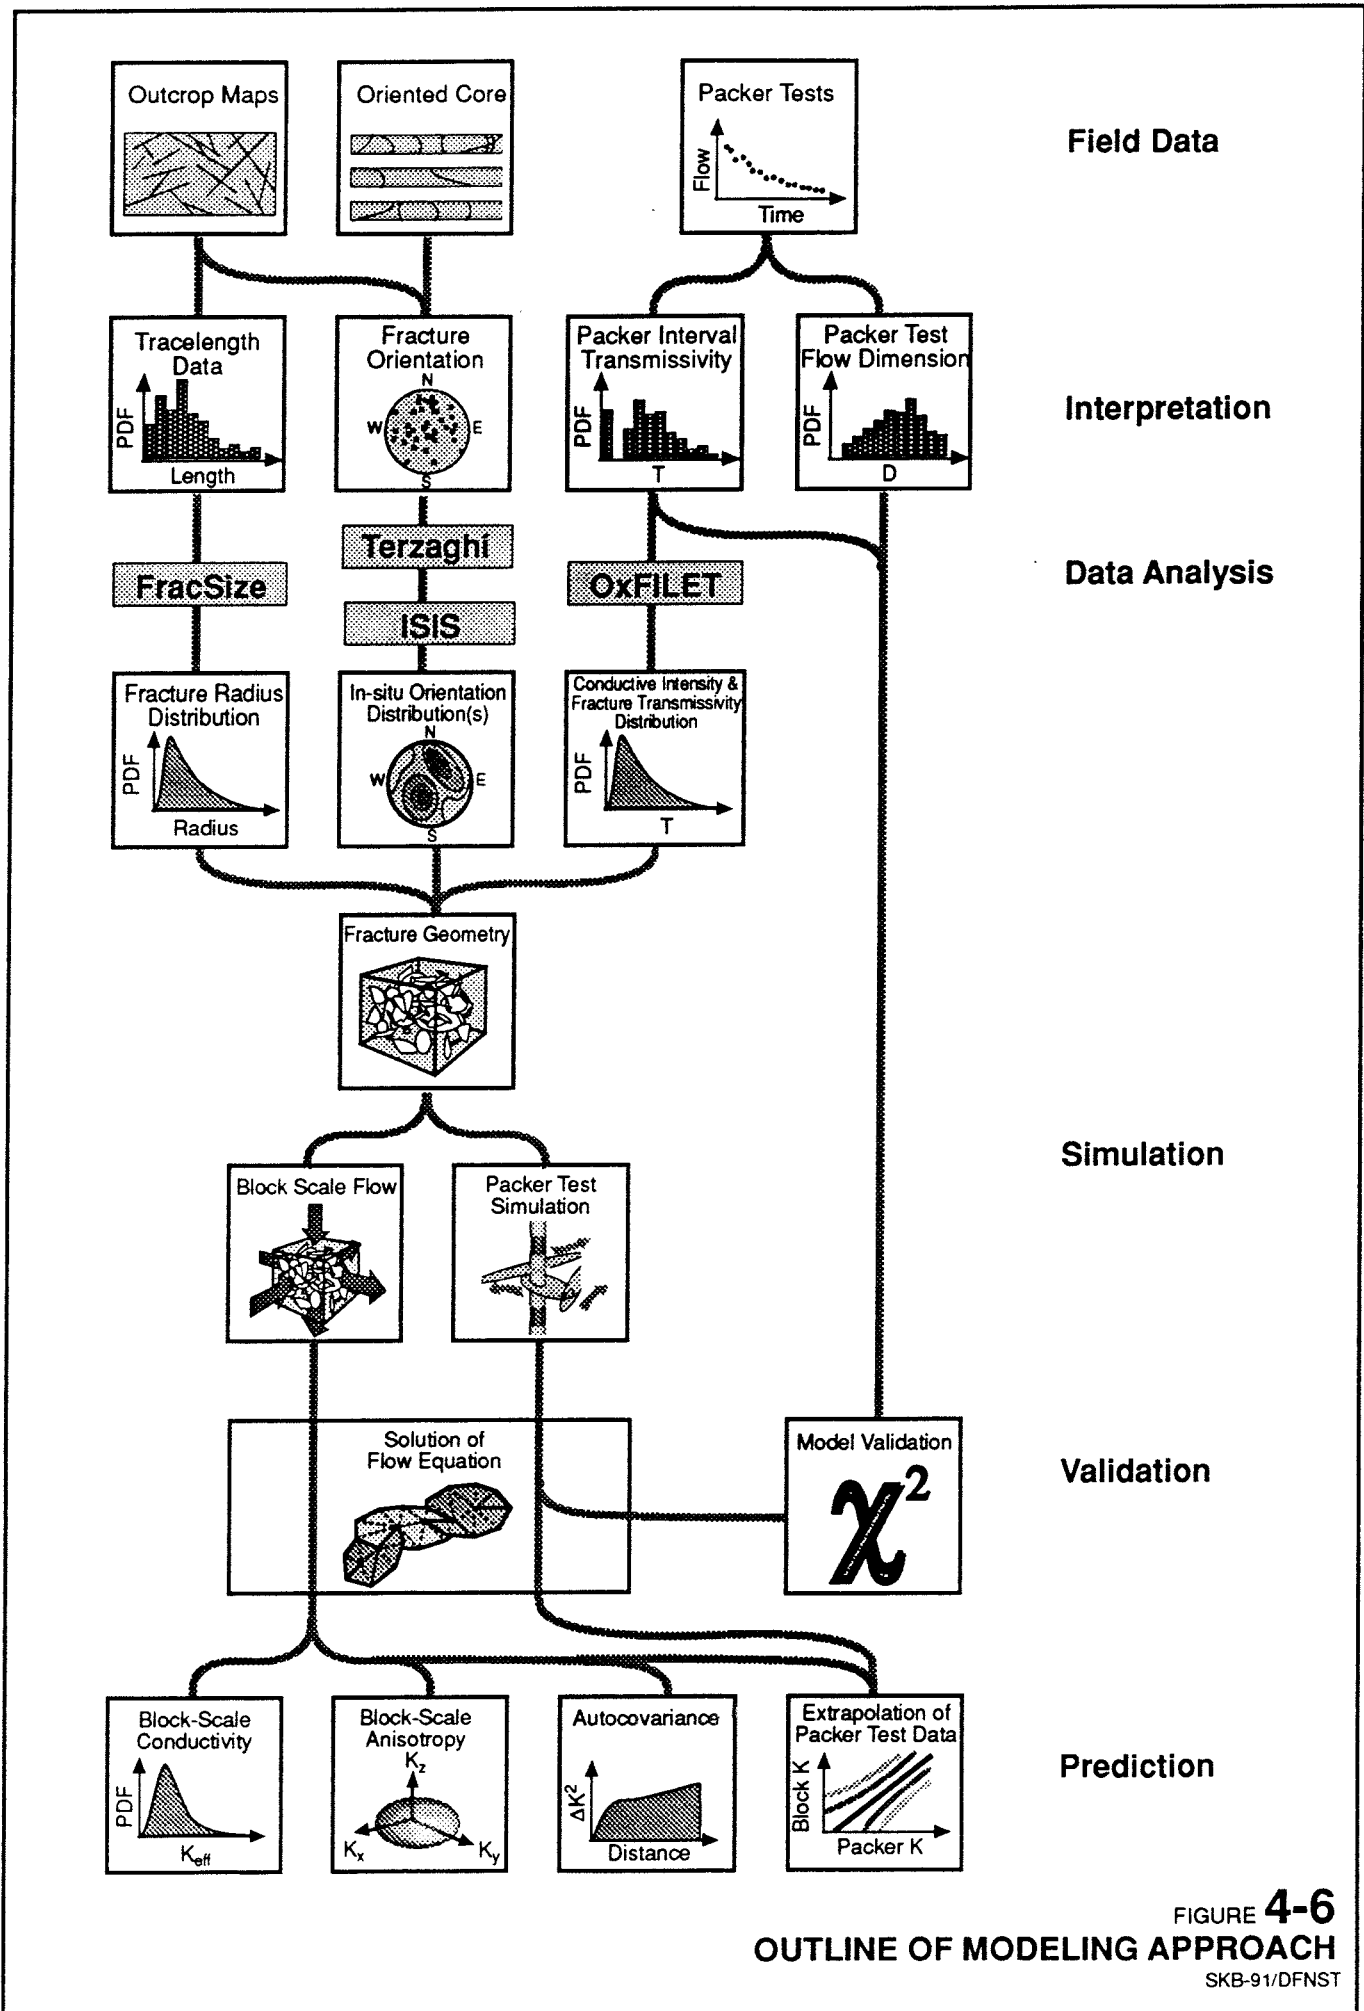 Outcrop Maps
Oriented Core
Packer Tests
Flow
Time
Field Data
Tracelength
Data
PDF
Length
Fracture
Orientation
N
W
E
S
Packer Interval
Transmissivity
PDF
T
Packer Test
Flow Dimension
PDF
D
Interpretation
Terzaghi
FracSize
ISIS
OxFILET
Data Analysis
Fracture Radius
Distribution
PDF
Radius
In-situ Orientation
Distribution(s)
N
W
E
S
Conductive Intensity &
Fracture Transmissivity
Distribution
PDF
T
Fracture Geometry
Block Scale Flow
Packer Test
Simulation
Simulation
Solution of
Flow Equation
Model Validation
χ²
Validation
Block-Scale
Conductivity
PDF
Keff
Block-Scale
Anisotropy
Kz
Kx
Ky
Autocovariance
ΔK²
Distance
Extrapolation of
Packer Test Data
Block K
Packer K
Prediction
FIGURE 4-6
OUTLINE OF MODELING APPROACH
SKB-91/DFNST